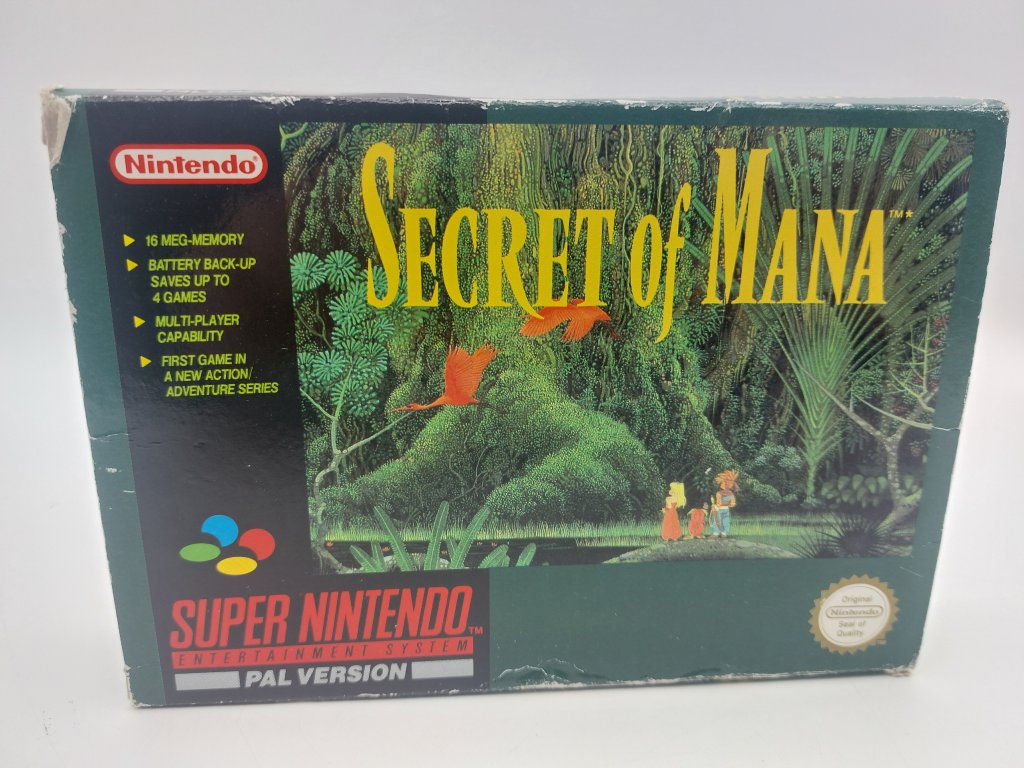 Nintendo®
SECRET of MANA™*
16 MEG-MEMORY
BATTERY BACK-UP
SAVES UP TO
4 GAMES
MULTI-PLAYER
CAPABILITY
FIRST GAME IN
A NEW ACTION/
ADVENTURE SERIES
SUPER NINTENDO™
ENTERTAINMENT SYSTEM
PAL VERSION
Original
Nintendo
Seal of
Quality